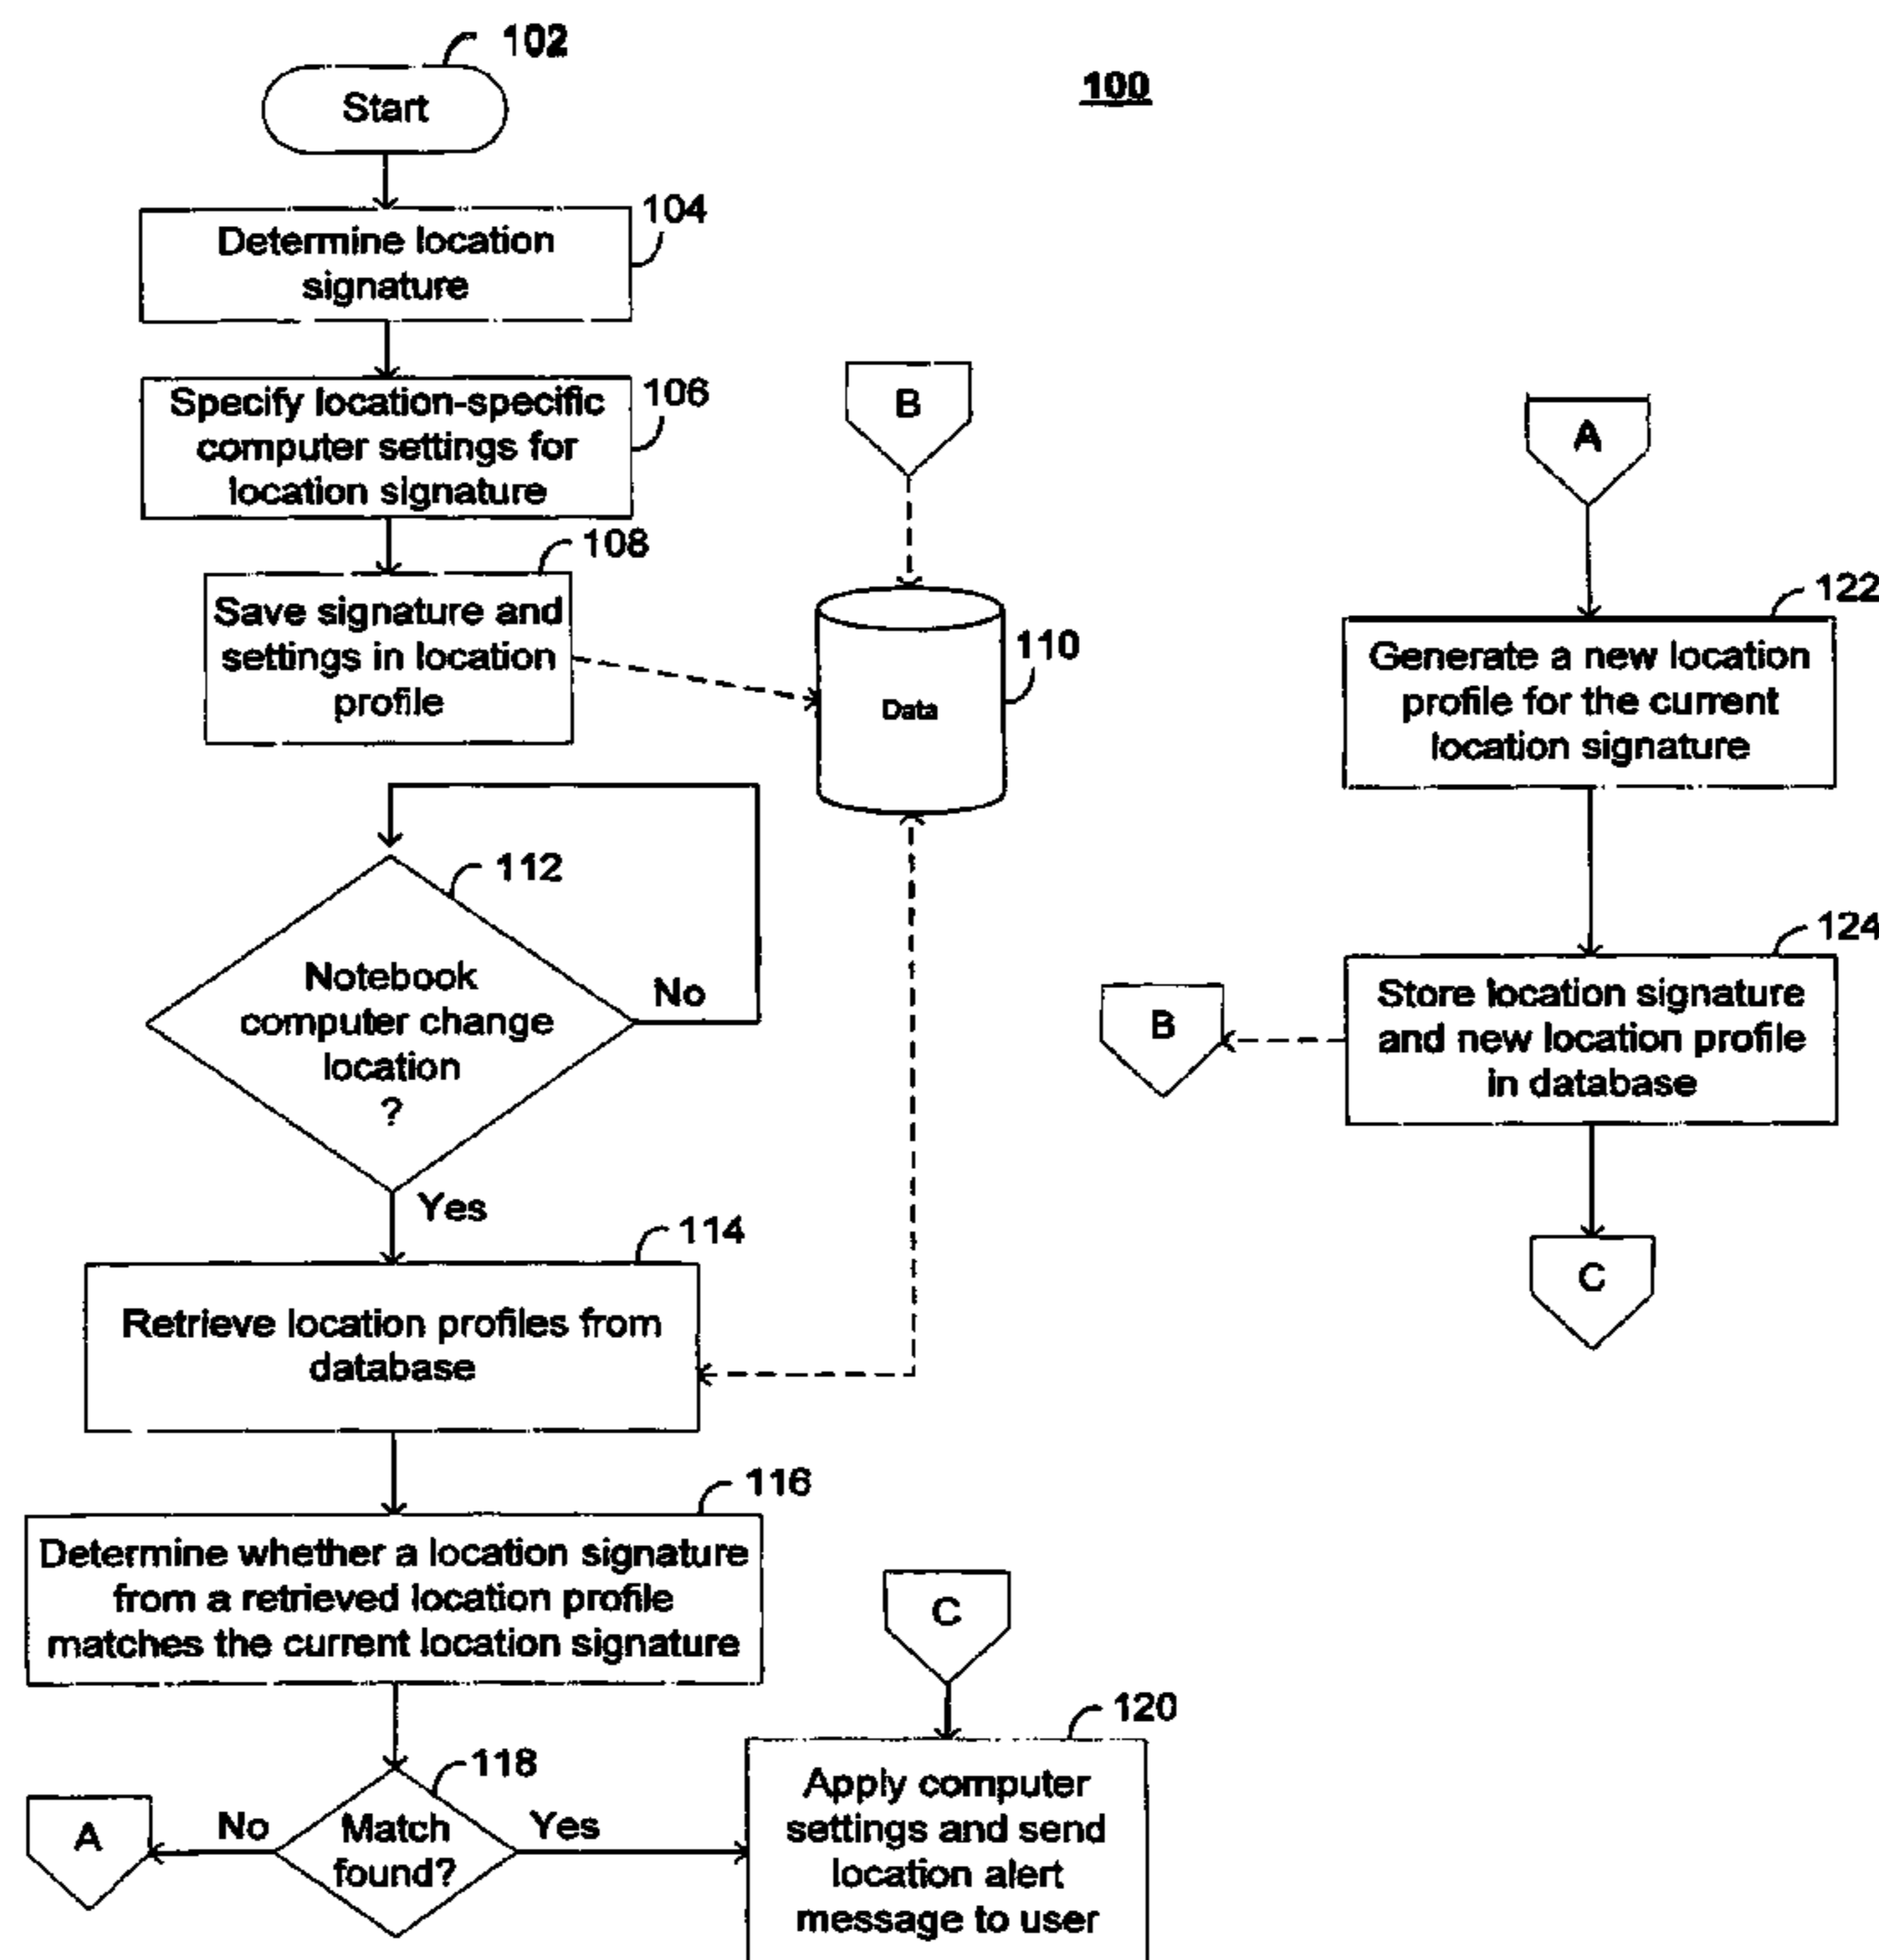 102
Start
100
104
Determine location
signature
106
Specify location-specific
computer settings for
location signature
108
Save signature and
settings in location
profile
B
110
Data
112
Notebook
computer change
location
?
No
Yes
114
Retrieve location profiles from
database
116
Determine whether a location signature
from a retrieved location profile
matches the current location signature
118
Match
found?
No
Yes
A
C
120
Apply computer
settings and send
location alert
message to user
A
122
Generate a new location
profile for the current
location signature
124
Store location signature
and new location profile
in database
B
C